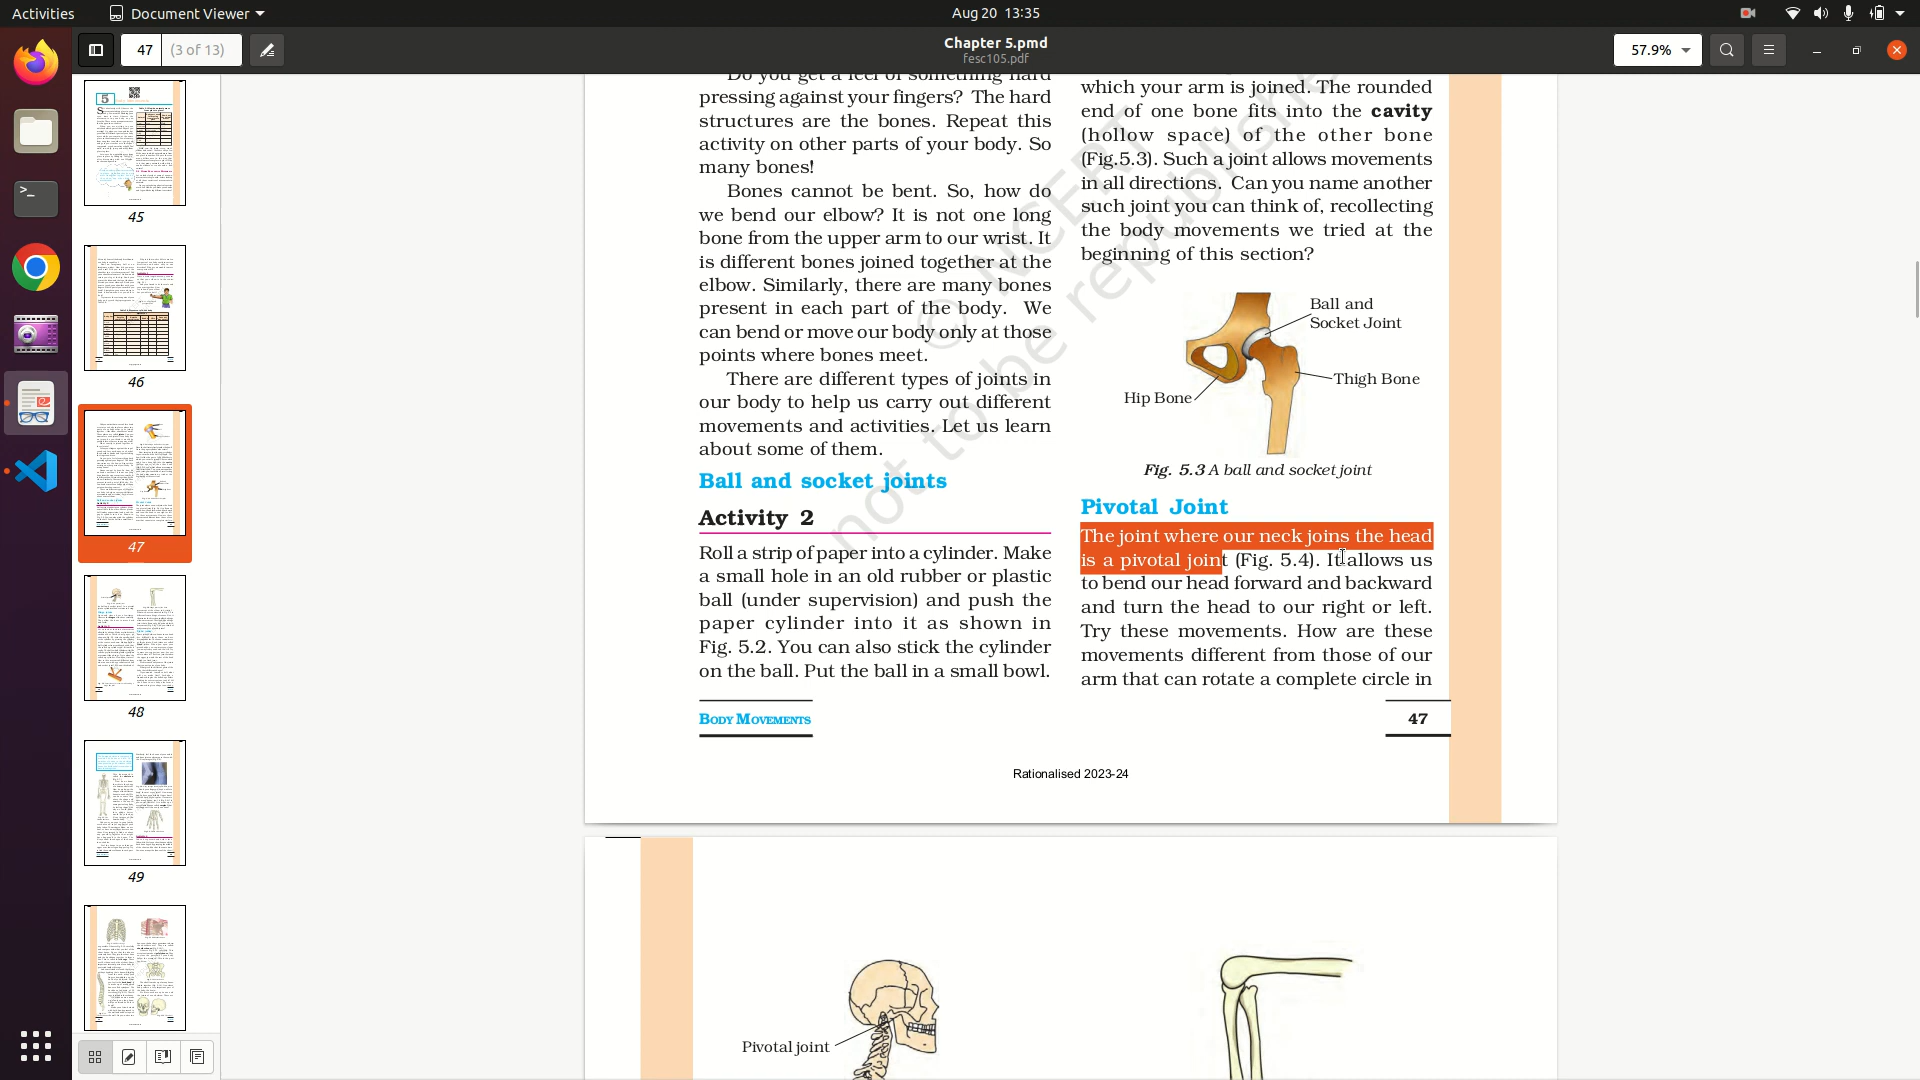 Activities
Document Viewer
Aug 20 13:35
47
(3 of 13)
Chapter 5.pmd
fesc105.pdf
57.9%
5
45
46
47
48
49
Do you get a feel of something hard
pressing against your fingers? The hard
structures are the bones. Repeat this
activity on other parts of your body. So
many bones!
Bones cannot be bent. So, how do
we bend our elbow? It is not one long
bone from the upper arm to our wrist. It
is different bones joined together at the
elbow. Similarly, there are many bones
present in each part of the body. We
can bend or move our body only at those
points where bones meet.
There are different types of joints in
our body to help us carry out different
movements and activities. Let us learn
about some of them.
Ball and socket joints
Activity 2
Roll a strip of paper into a cylinder. Make
a small hole in an old rubber or plastic
ball (under supervision) and push the
paper cylinder into it as shown in
Fig. 5.2. You can also stick the cylinder
on the ball. Put the ball in a small bowl.
which your arm is joined. The rounded
end of one bone fits into the cavity
(hollow space) of the other bone
(Fig.5.3). Such a joint allows movements
in all directions. Can you name another
such joint you can think of, recollecting
the body movements we tried at the
beginning of this section?
Ball and
Socket Joint
Thigh Bone
Hip Bone
Fig. 5.3 A ball and socket joint
Pivotal Joint
The joint where our neck joins the head
is a pivotal joint (Fig. 5.4). It allows us
to bend our head forward and backward
and turn the head to our right or left.
Try these movements. How are these
movements different from those of our
arm that can rotate a complete circle in
© NCERT
not to be republishe
BODY MOVEMENTS
47
Rationalised 2023-24
Pivotal joint